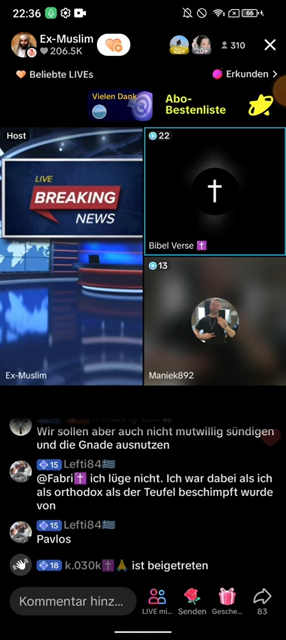 22:36
66
Ex-Muslim
206.5K
20+
20+
310
Beliebte LIVEs
Erkunden
Vielen Dank
Abo-
Bestenliste
Host
22
LIVE
BREAKING
NEWS
Bibel Verse
13
Ex-Muslim
Maniek892
Wir sollen aber auch nicht mutwillig sündigen
und die Gnade ausnutzen
15 Lefti84🇬🇷
@Fabri✝️ ich lüge nicht. Ich war dabei als ich
als orthodox als der Teufel beschimpft wurde
von
15 Lefti84🇬🇷
Pavlos
18 k.030k✝️🙏 ist beigetreten
Kommentar hinz...
LIVE mi...
Senden
Gesche...
83